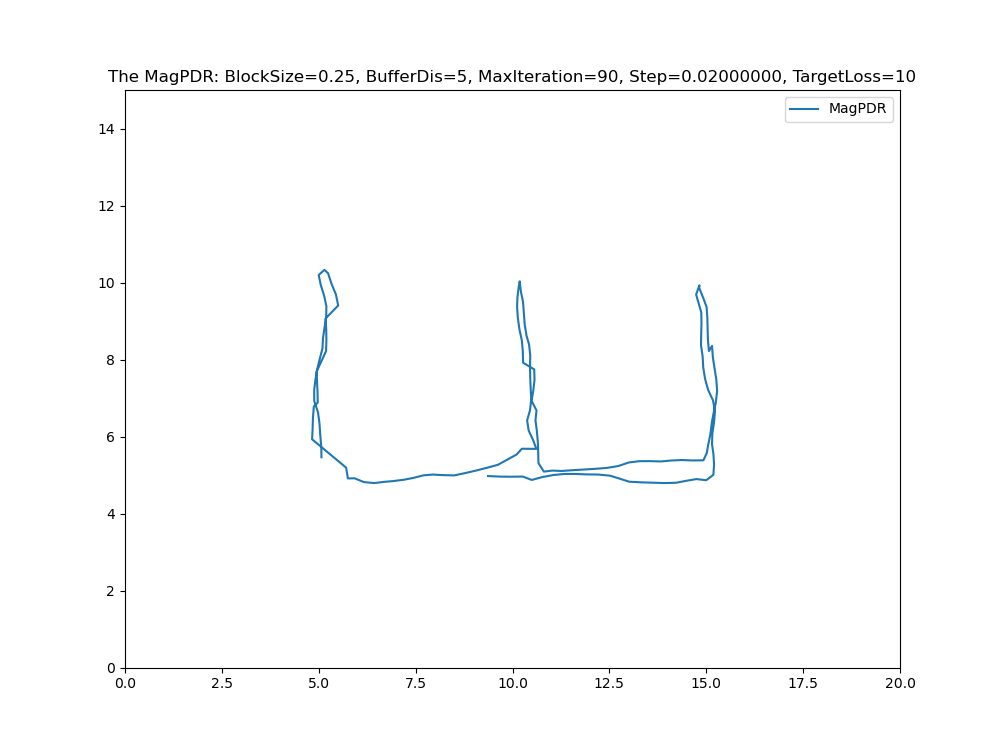 The MagPDR: BlockSize=0.25, BufferDis=5, MaxIteration=90, Step=0.02000000, TargetLoss=10
MagPDR
14
12
10
8
6
4
2
0
0.0 2.5 5.0 7.5 10.0 12.5 15.0 17.5 20.0